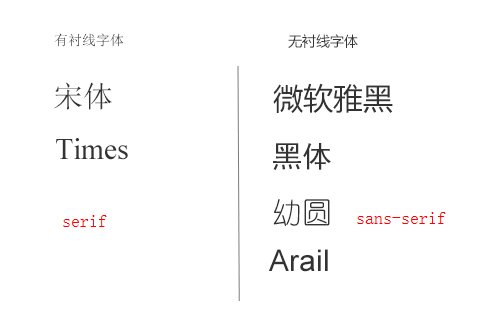 有衬线字体
宋体
Times
serif
无衬线字体
微软雅黑
黑体
幼圆
sans-serif
Arail